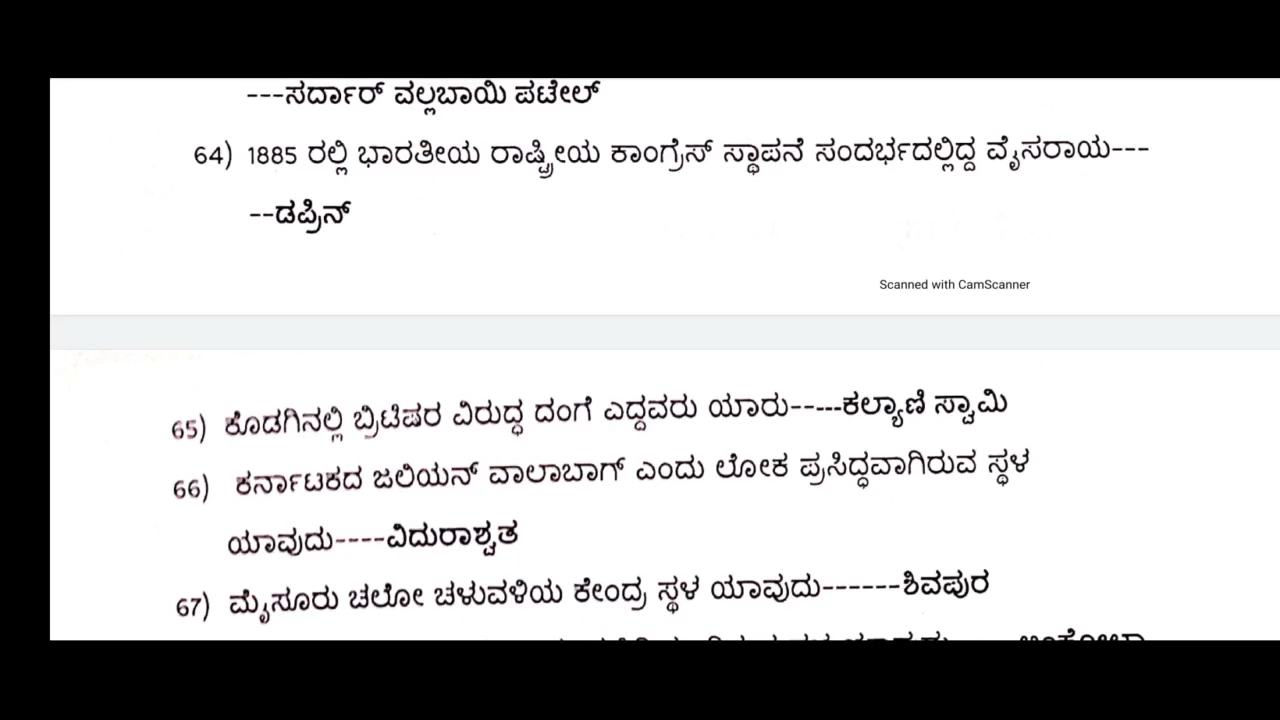 ---ಸರ್ದಾರ್ ವಲ್ಲಬಾಯಿ ಪಟೇಲ್
64) 1885 ರಲ್ಲಿ ಭಾರತೀಯ ರಾಷ್ಟ್ರೀಯ ಕಾಂಗ್ರೆಸ್ ಸ್ಥಾಪನೆ ಸಂದರ್ಭದಲ್ಲಿದ್ದ ವೈಸರಾಯ---
--ಡಪ್ರಿನ್
Scanned with CamScanner
65) ಕೊಡಗಿನಲ್ಲಿ ಬ್ರಿಟಿಷರ ವಿರುದ್ಧ ದಂಗೆ ಎದ್ದವರು ಯಾರು-----ಕಲ್ಯಾಣಿ ಸ್ವಾಮಿ
66) ಕರ್ನಾಟಕದ ಜಲಿಯನ್ ವಾಲಾಬಾಗ್ ಎಂದು ಲೋಕ ಪ್ರಸಿದ್ಧವಾಗಿರುವ ಸ್ಥಳ
ಯಾವುದು----ವಿದುರಾಶ್ವತ
67) ಮೈಸೂರು ಚಲೋ ಚಳುವಳಿಯ ಕೇಂದ್ರ ಸ್ಥಳ ಯಾವುದು------ಶಿವಪುರ